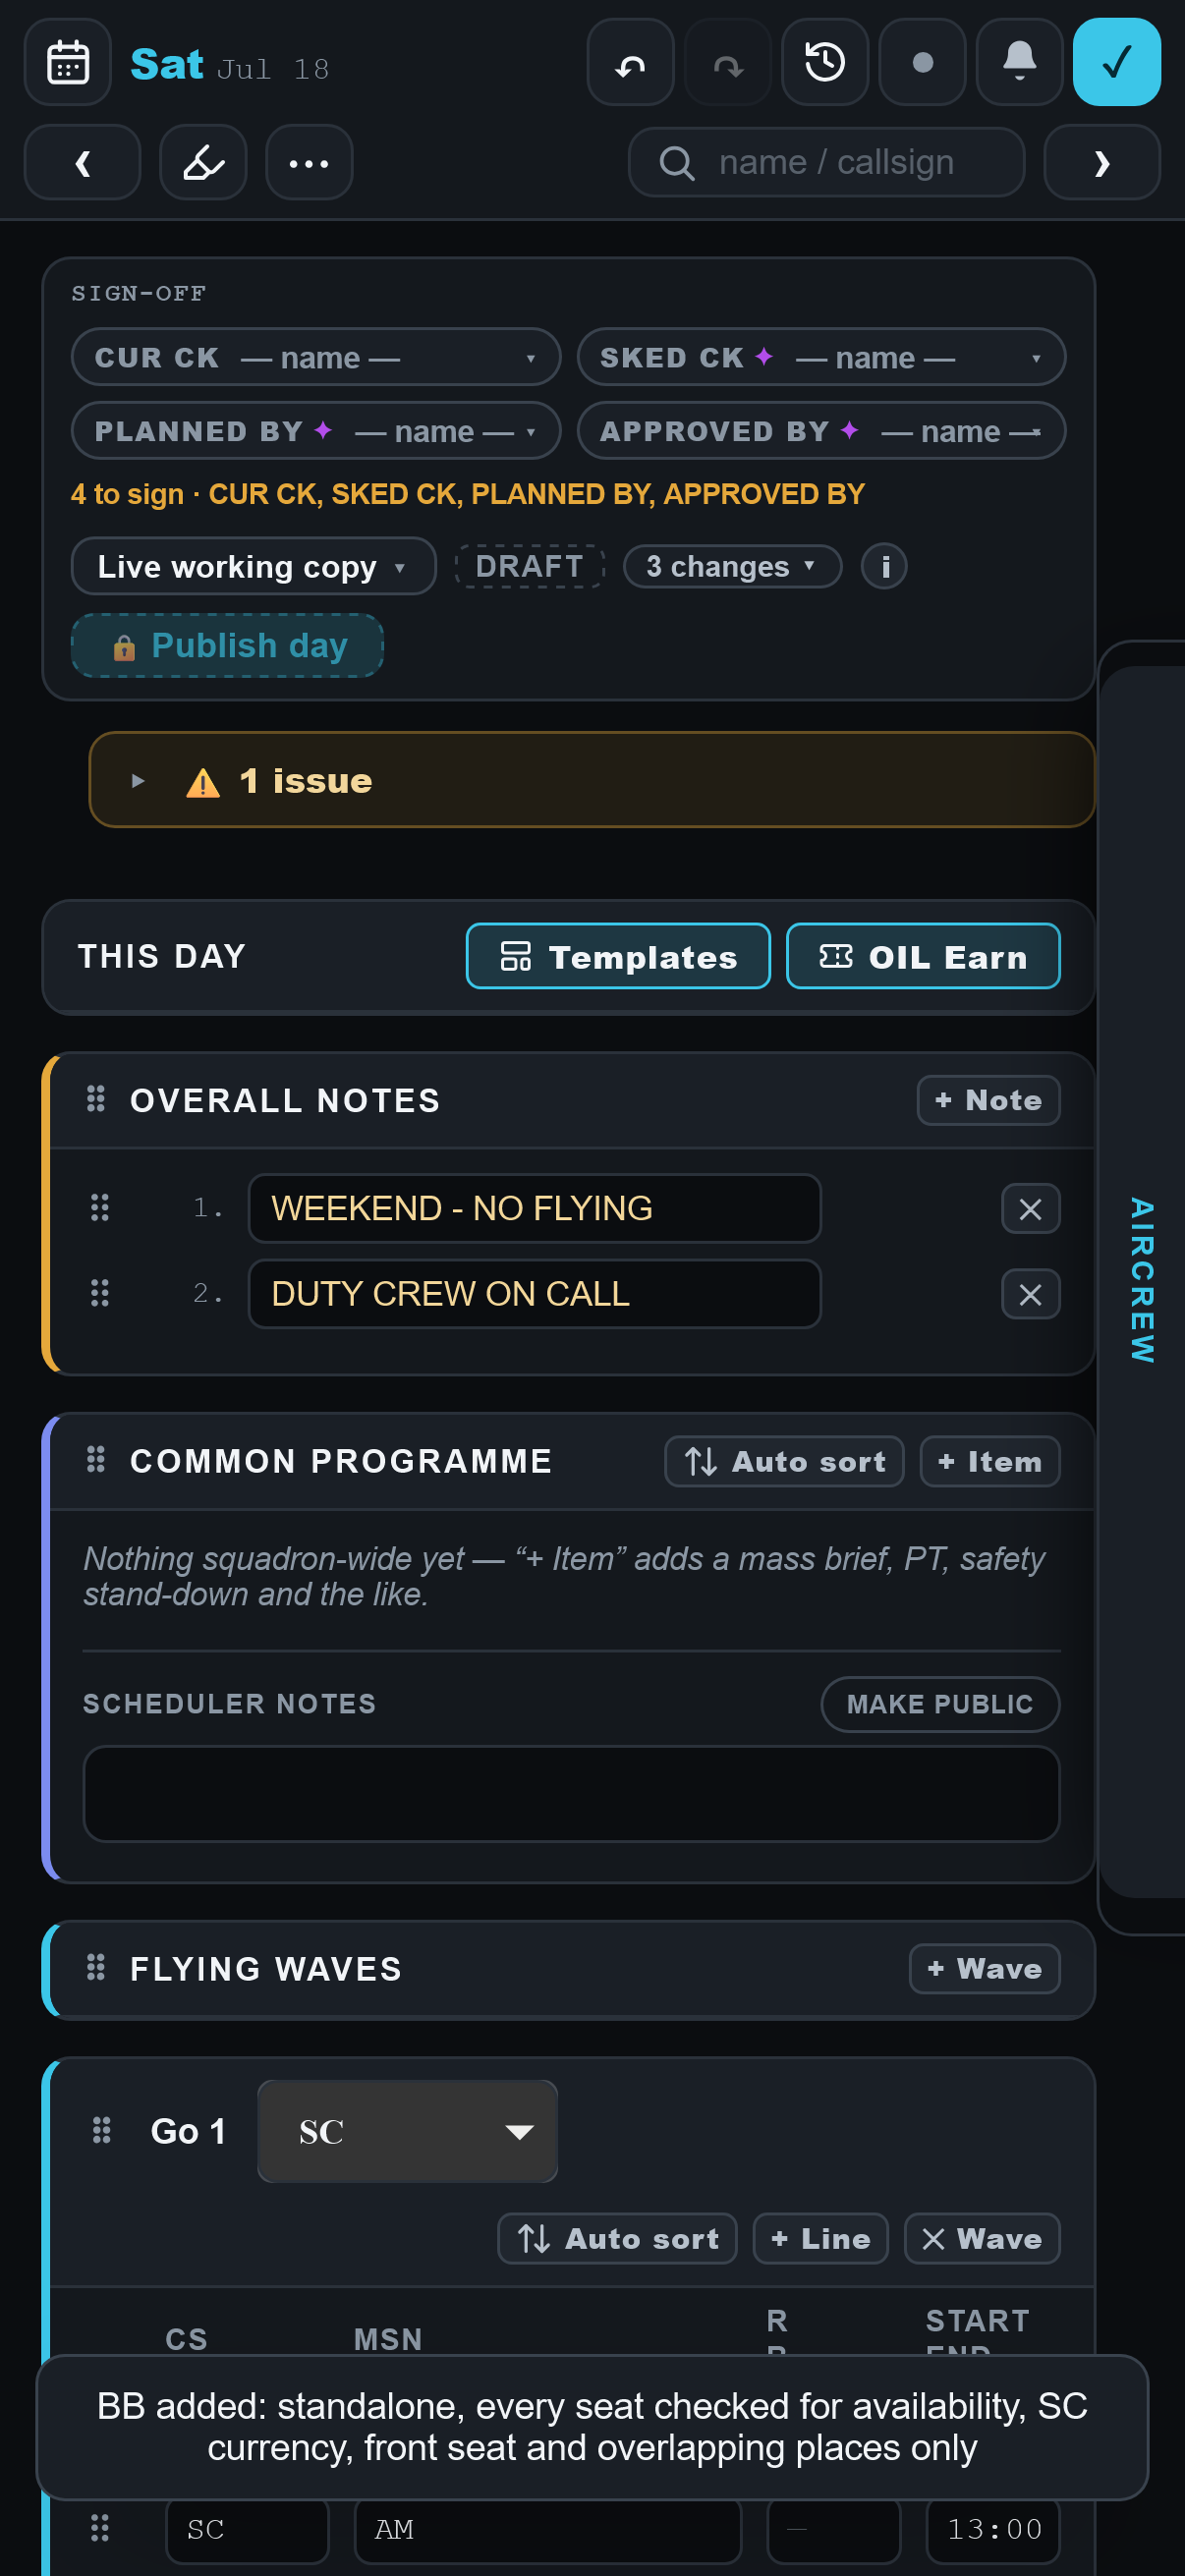 Sat Jul 18
name / callsign
SIGN-OFF
CUR CK — name —
SKED CK ✦ — name —
PLANNED BY ✦ — name —
APPROVED BY ✦ — name —
4 to sign · CUR CK, SKED CK, PLANNED BY, APPROVED BY
Live working copy
DRAFT
3 changes
i
Publish day
1 issue
THIS DAY
Templates
OIL Earn
AIRCREW
OVERALL NOTES
+ Note
1. WEEKEND - NO FLYING
2. DUTY CREW ON CALL
COMMON PROGRAMME
Auto sort
+ Item
Nothing squadron-wide yet — “+ Item” adds a mass brief, PT, safety
stand-down and the like.
SCHEDULER NOTES
MAKE PUBLIC
FLYING WAVES
+ Wave
Go 1
SC
Auto sort
+ Line
× Wave
CS
MSN
R
START
BB added: standalone, every seat checked for availability, SC
currency, front seat and overlapping places only
SC
AM
—
13:00